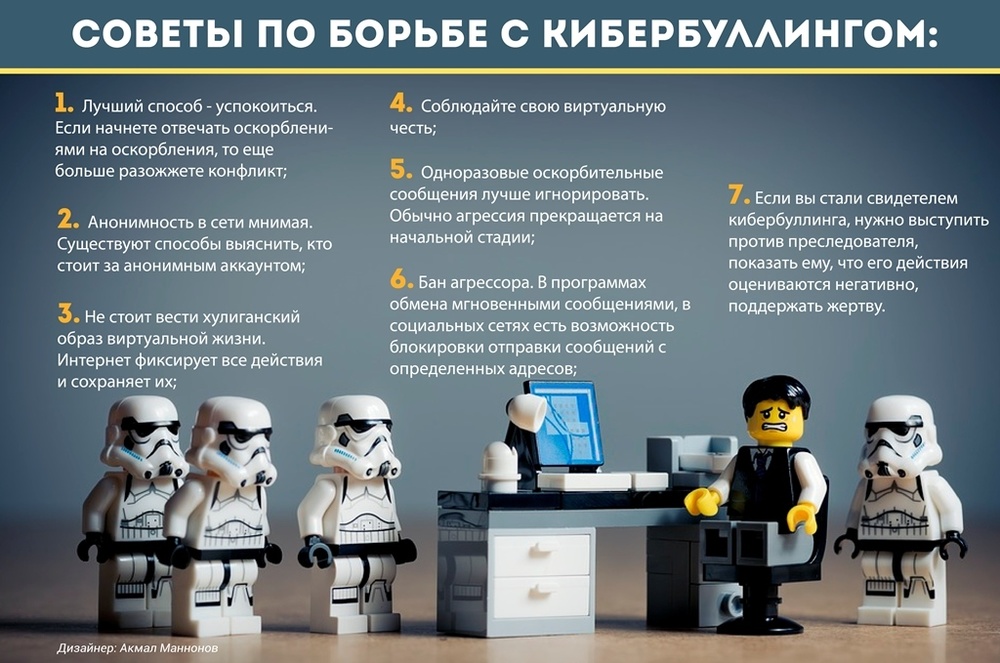 СОВЕТЫ ПО БОРЬБЕ С КИБЕРБУЛЛИНГОМ:
1. Лучший способ - успокоиться.
Если начнете отвечать оскорблени-
ями на оскорбления, то еще
больше разожжете конфликт;
2. Анонимность в сети мнимая.
Существуют способы выяснить, кто
стоит за анонимным аккаунтом;
3. Не стоит вести хулиганский
образ виртуальной жизни.
Интернет фиксирует все действия
и сохраняет их;
4. Соблюдайте свою виртуальную
честь;
5. Одноразовые оскорбительные
сообщения лучше игнорировать.
Обычно агрессия прекращается на
начальной стадии;
6. Бан агрессора. В программах
обмена мгновенными сообщениями, в
социальных сетях есть возможность
блокировки отправки сообщений с
определенных адресов;
7. Если вы стали свидетелем
кибербуллинга, нужно выступить
против преследователя,
показать ему, что его действия
оцениваются негативно,
поддержать жертву.
Дизайнер: Акмал Маннонов